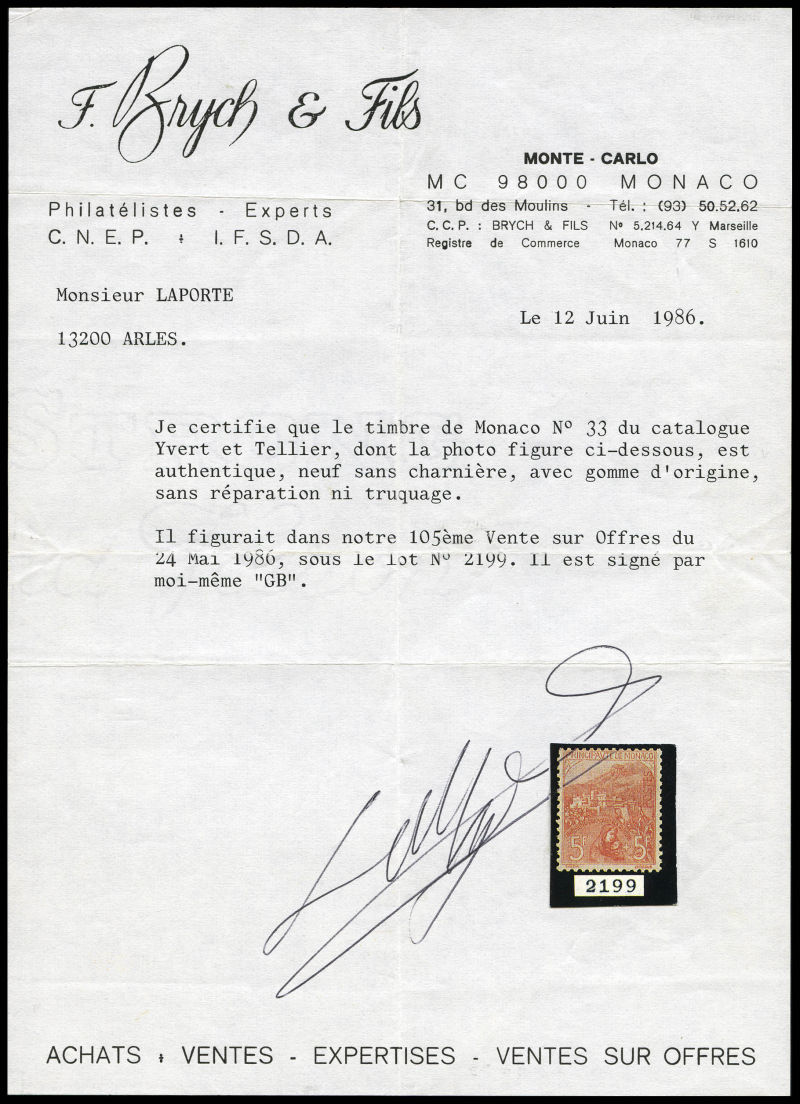 F. Brych & Fils
MONTE - CARLO
MC 98000 MONACO
Philatélistes - Experts
31, bd des Moulins - Tél. : (93) 50.52.62
C. N. E. P. + I. F. S. D. A.
C. C. P. : BRYCH & FILS Nº 5.214.64 Y Marseille
Registre de Commerce Monaco 77 S 1610
Monsieur LAPORTE
Le 12 Juin 1986.
13200 ARLES.
Je certifie que le timbre de Monaco Nº 33 du catalogue
Yvert et Tellier, dont la photo figure ci-dessous, est
authentique, neuf sans charnière, avec gomme d'origine,
sans réparation ni truquage.
Il figurait dans notre 105ème Vente sur Offres du
24 Mai 1986, sous le lot Nº 2199. Il est signé par
moi-même "GB".
PRINCIPAUTÉ DE MONACO
5F +5F
2199
ACHATS + VENTES - EXPERTISES - VENTES SUR OFFRES